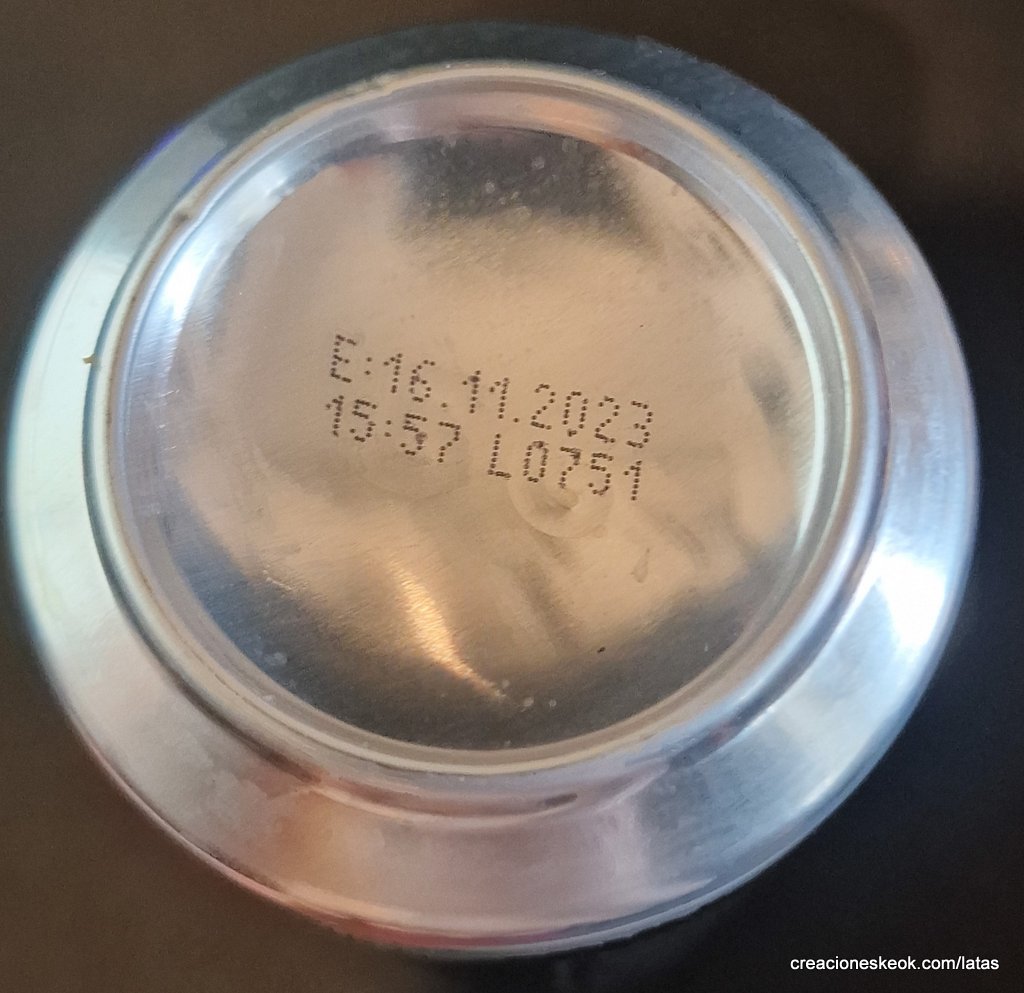 E:16.11.2023
15:57 L0751
creacioneskeok.com/latas